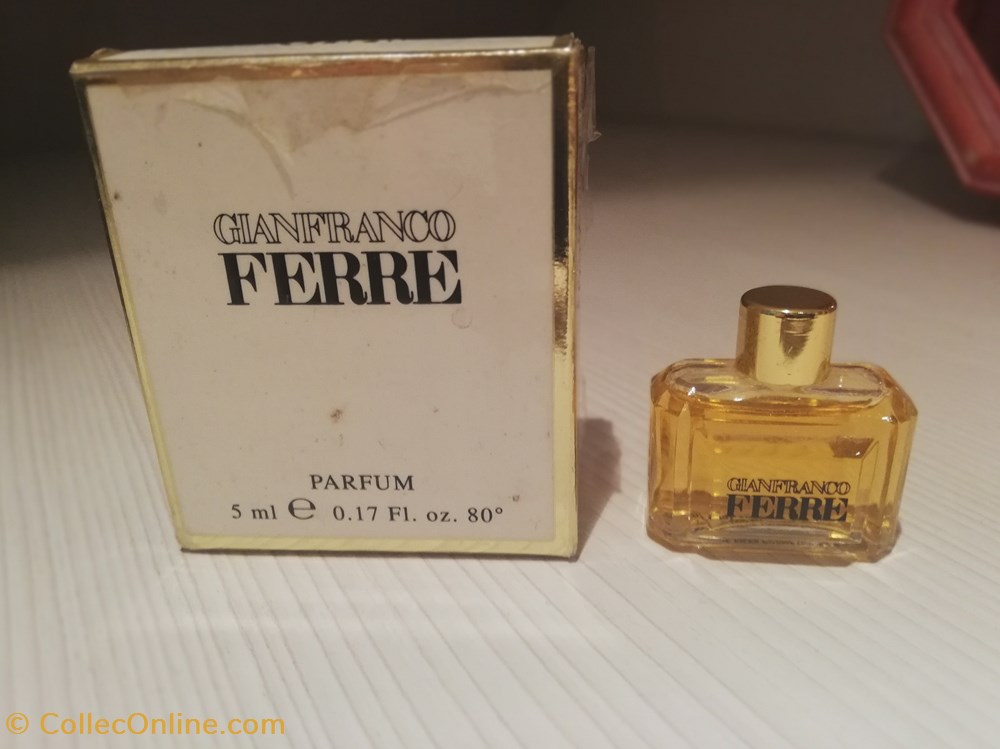 GIANFRANCO
FERRE
PARFUM
5 ml ℮ 0.17 Fl. oz. 80°
GIANFRANCO
FERRE
© CollecOnline.com